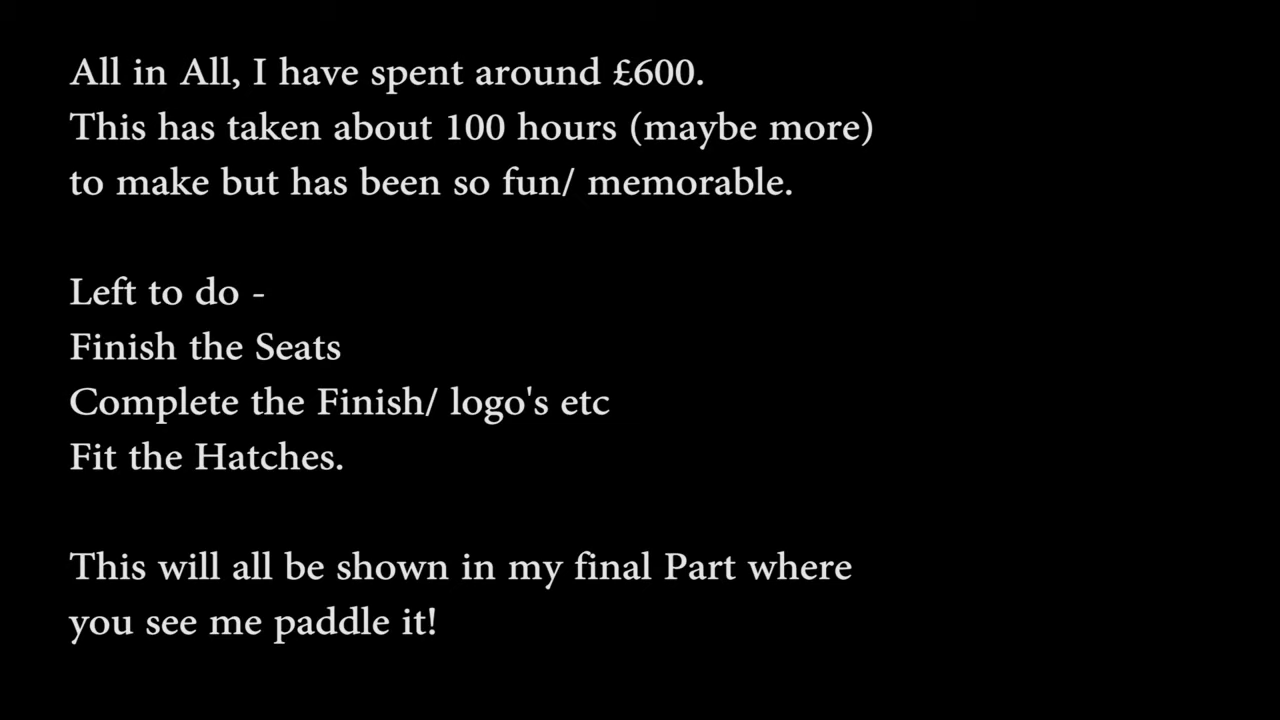 All in All, I have spent around £600.
This has taken about 100 hours (maybe more)
to make but has been so fun/ memorable.
Left to do -
Finish the Seats
Complete the Finish/ logo's etc
Fit the Hatches.
This will all be shown in my final Part where
you see me paddle it!